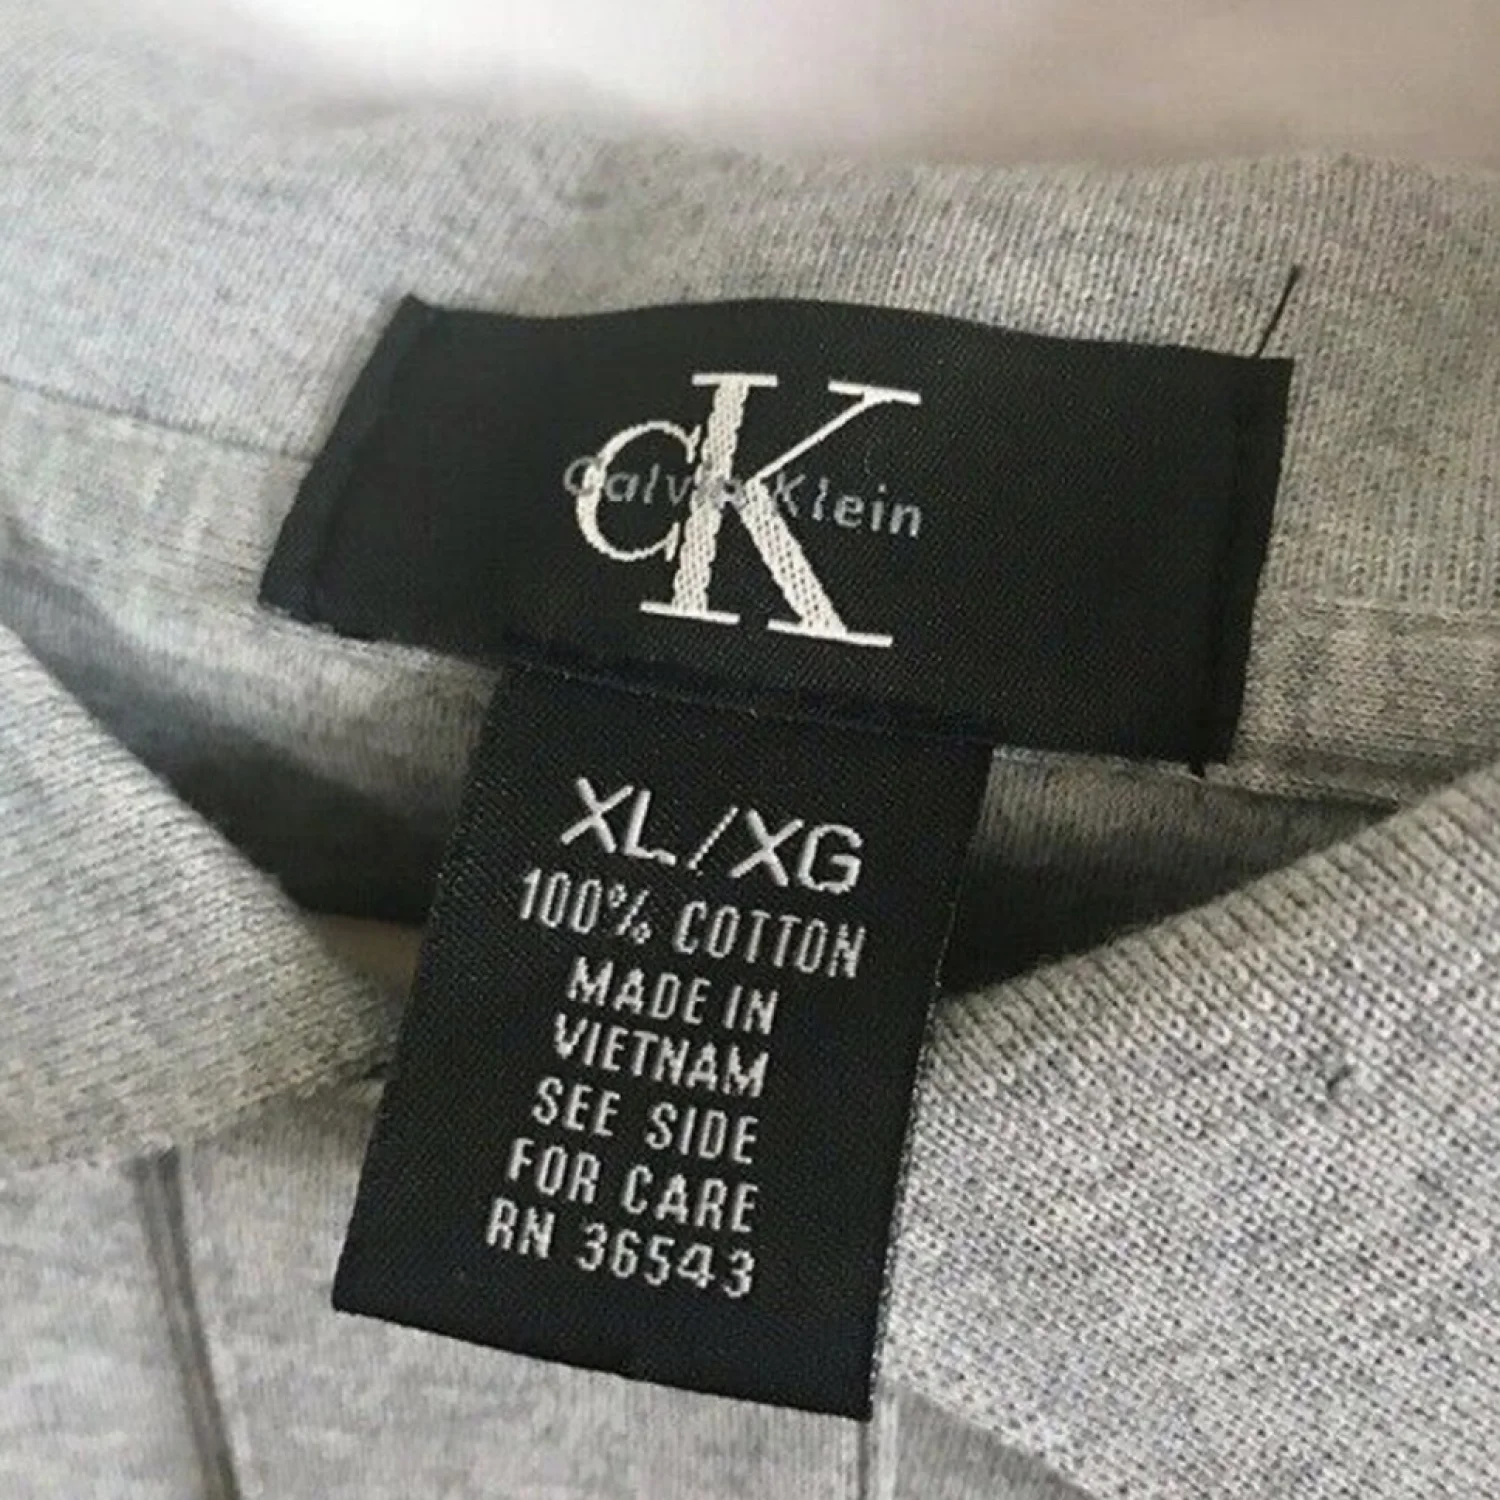 cK
Calvin Klein
XL/XG
100% COTTON
MADE IN
VIETNAM
SEE SIDE
FOR CARE
RN 36543